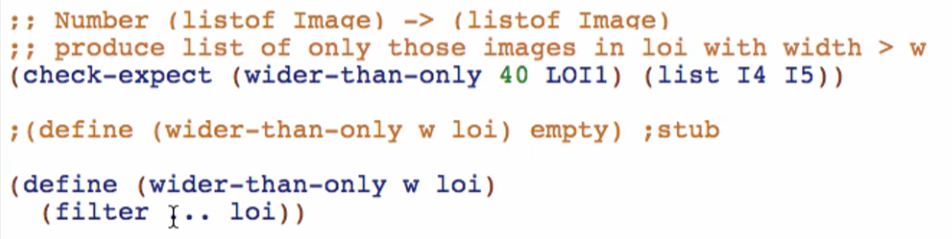 ;; Number (listof Image) -> (listof Image)
;; produce list of only those images in loi with width > w
(check-expect (wider-than-only 40 LOI1) (list I4 I5))
;(define (wider-than-only w loi) empty) ;stub
(define (wider-than-only w loi)
(filter ... loi))